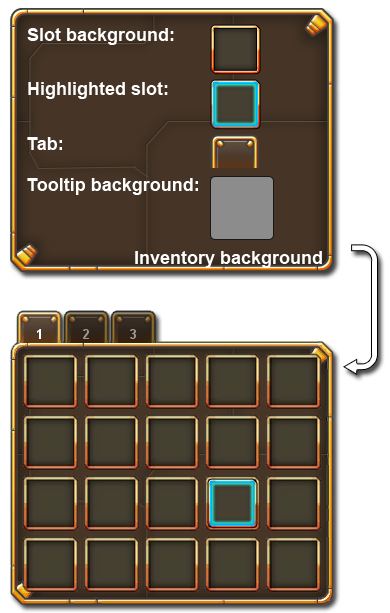 Slot background:
Highlighted slot:
Tab:
Tooltip background:
Inventory background
1 2 3